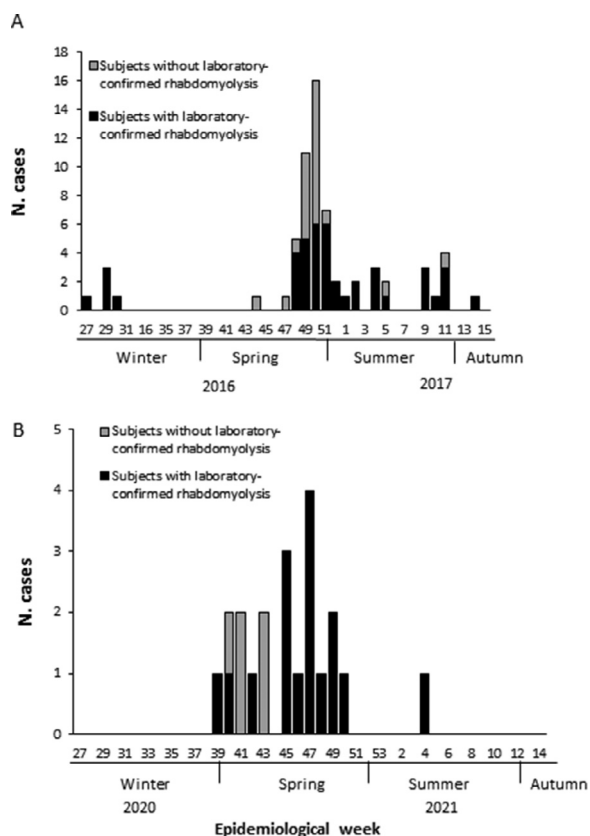 A
18
16
14
12
10
8
6
4
2
0
N. cases
Subjects without laboratory-
confirmed rhabdomyolysis
Subjects with laboratory-
confirmed rhabdomyolysis
27 29 31 16 35 37 39 41 43 45 47 49 51 1 3 5 7 9 11 13 15
Winter Spring Summer Autumn
2016 2017
B
5
4
3
2
1
0
N. cases
Subjects without laboratory-
confirmed rhabdomyolysis
Subjects with laboratory-
confirmed rhabdomyolysis
27 29 31 33 35 37 39 41 43 45 47 49 51 53 2 4 6 8 10 12 14
Winter Spring Summer Autumn
2020 2021
Epidemiological week